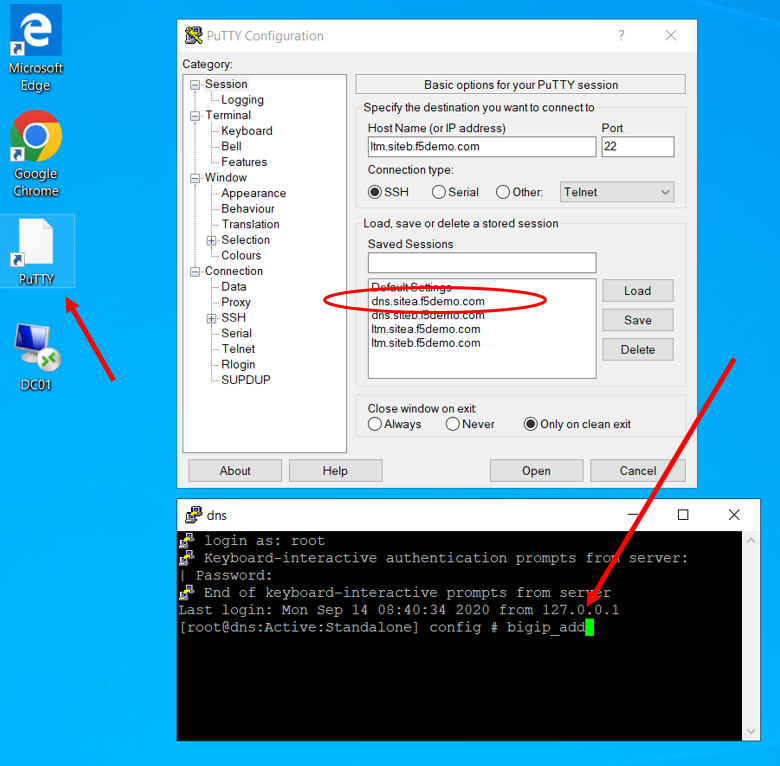 Microsoft
Edge
Google
Chrome
PuTTY
DC01
PuTTY Configuration
?
Category:
Session
Logging
Terminal
Keyboard
Bell
Features
Window
Appearance
Behaviour
Translation
Selection
Colours
Connection
Data
Proxy
SSH
Serial
Telnet
Rlogin
SUPDUP
Basic options for your PuTTY session
Specify the destination you want to connect to
Host Name (or IP address) Port
ltm.siteb.f5demo.com 22
Connection type:
SSH Serial Other: Telnet
Load, save or delete a stored session
Saved Sessions
Default Settings
dns.sitea.f5demo.com
dns.siteb.f5demo.com
ltm.sitea.f5demo.com
ltm.siteb.f5demo.com
Load
Save
Delete
Close window on exit:
Always Never Only on clean exit
About Help Open Cancel
dns
login as: root
Keyboard-interactive authentication prompts from server:
| Password:
End of keyboard-interactive prompts from server
Last login: Mon Sep 14 08:40:34 2020 from 127.0.0.1
[root@dns:Active:Standalone] config # bigip_add